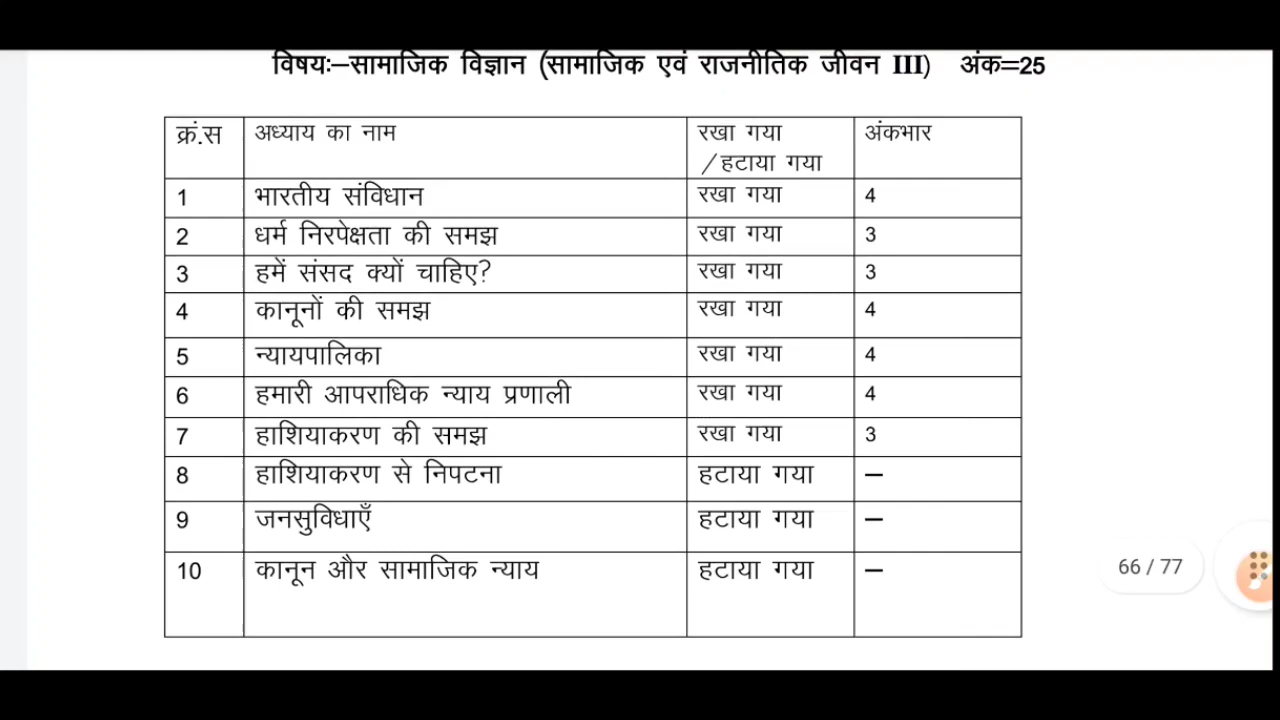 विषयः–सामाजिक विज्ञान (सामाजिक एवं राजनीतिक जीवन III) अंक=25
क्रं.स अध्याय का नाम रखा गया /हटाया गया अंकभार
1 भारतीय संविधान रखा गया 4
2 धर्म निरपेक्षता की समझ रखा गया 3
3 हमें संसद क्यों चाहिए? रखा गया 3
4 कानूनों की समझ रखा गया 4
5 न्यायपालिका रखा गया 4
6 हमारी आपराधिक न्याय प्रणाली रखा गया 4
7 हाशियाकरण की समझ रखा गया 3
8 हाशियाकरण से निपटना हटाया गया –
9 जनसुविधाएँ हटाया गया –
10 कानून और सामाजिक न्याय हटाया गया –
66 / 77